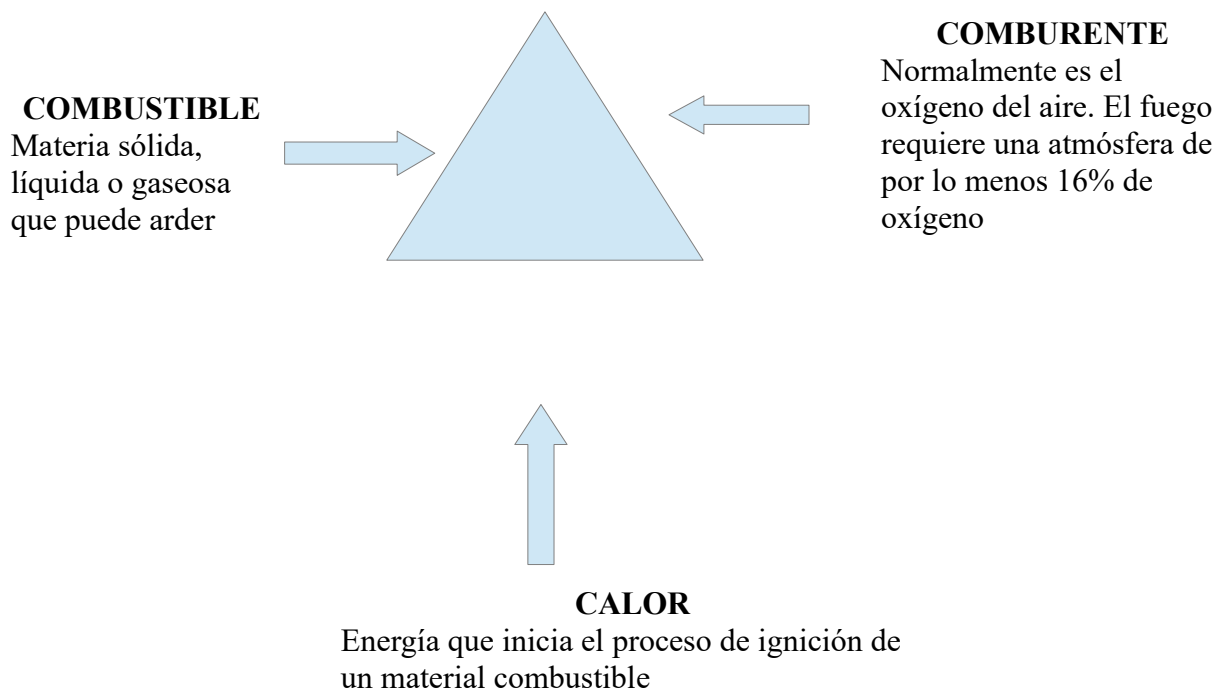 COMBUSTIBLE
Materia sólida,
líquida o gaseosa
que puede arder
COMBURENTE
Normalmente es el
oxígeno del aire. El fuego
requiere una atmósfera de
por lo menos 16% de
oxígeno
CALOR
Energía que inicia el proceso de ignición de
un material combustible